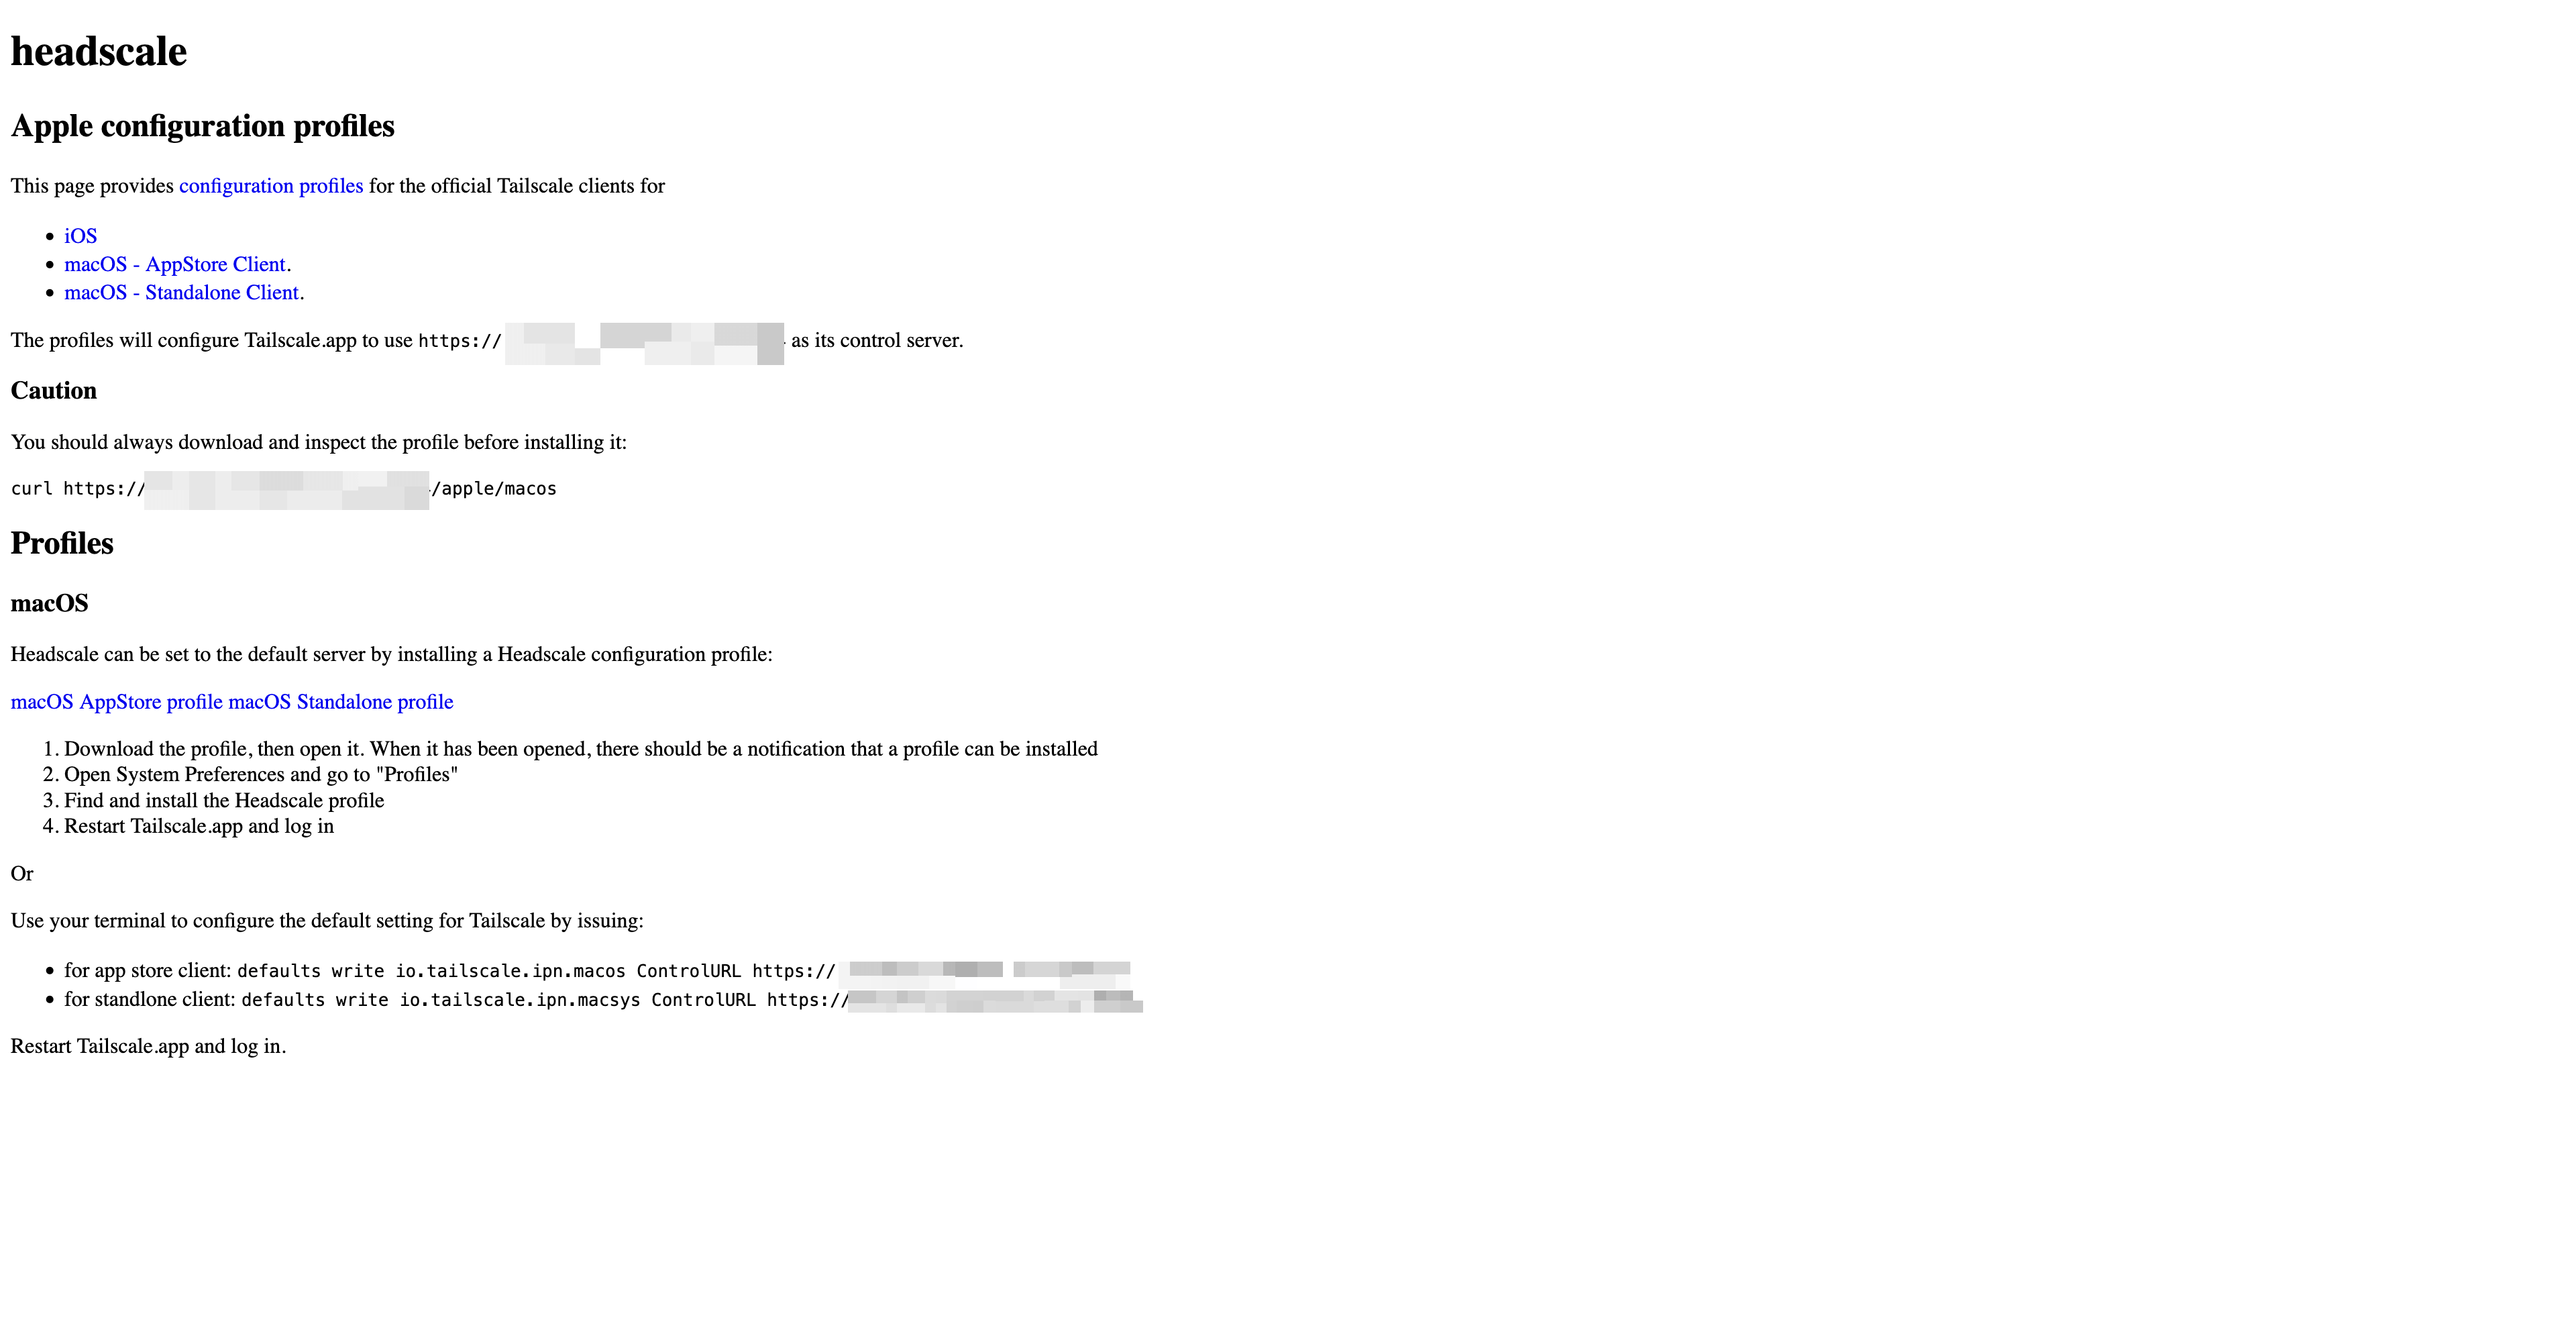 headscale
Apple configuration profiles
This page provides configuration profiles for the official Tailscale clients for
• iOS
• macOS - AppStore Client.
• macOS - Standalone Client.
The profiles will configure Tailscale.app to use https:// as its control server.
Caution
You should always download and inspect the profile before installing it:
curl https:// /apple/macos
Profiles
macOS
Headscale can be set to the default server by installing a Headscale configuration profile:
macOS AppStore profile macOS Standalone profile
1. Download the profile, then open it. When it has been opened, there should be a notification that a profile can be installed
2. Open System Preferences and go to "Profiles"
3. Find and install the Headscale profile
4. Restart Tailscale.app and log in
Or
Use your terminal to configure the default setting for Tailscale by issuing:
• for app store client: defaults write io.tailscale.ipn.macos ControlURL https://
• for standlone client: defaults write io.tailscale.ipn.macsys ControlURL https://
Restart Tailscale.app and log in.